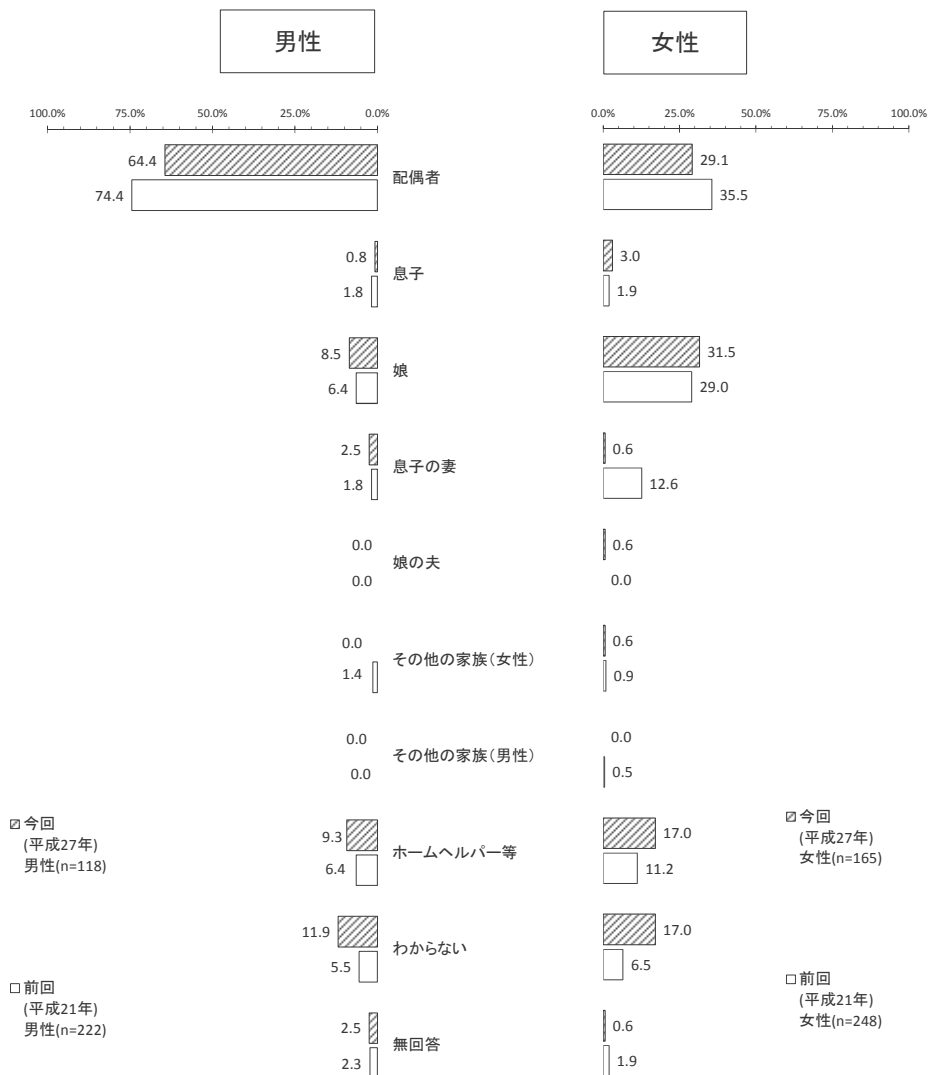 男性
女性
100.0% 75.0% 50.0% 25.0% 0.0%
0.0% 25.0% 50.0% 75.0% 100.0%
64.4
74.4
配偶者
29.1
35.5
0.8
1.8
息子
3.0
1.9
8.5
6.4
娘
31.5
29.0
2.5
1.8
息子の妻
0.6
12.6
0.0
0.0
娘の夫
0.6
0.0
0.0
1.4
その他の家族(女性)
0.6
0.9
0.0
0.0
その他の家族(男性)
0.0
0.5
9.3
6.4
ホームヘルパー等
17.0
11.2
11.9
5.5
わからない
17.0
6.5
2.5
2.3
無回答
0.6
1.9
今回
(平成27年)
男性(n=118)
前回
(平成21年)
男性(n=222)
今回
(平成27年)
女性(n=165)
前回
(平成21年)
女性(n=248)